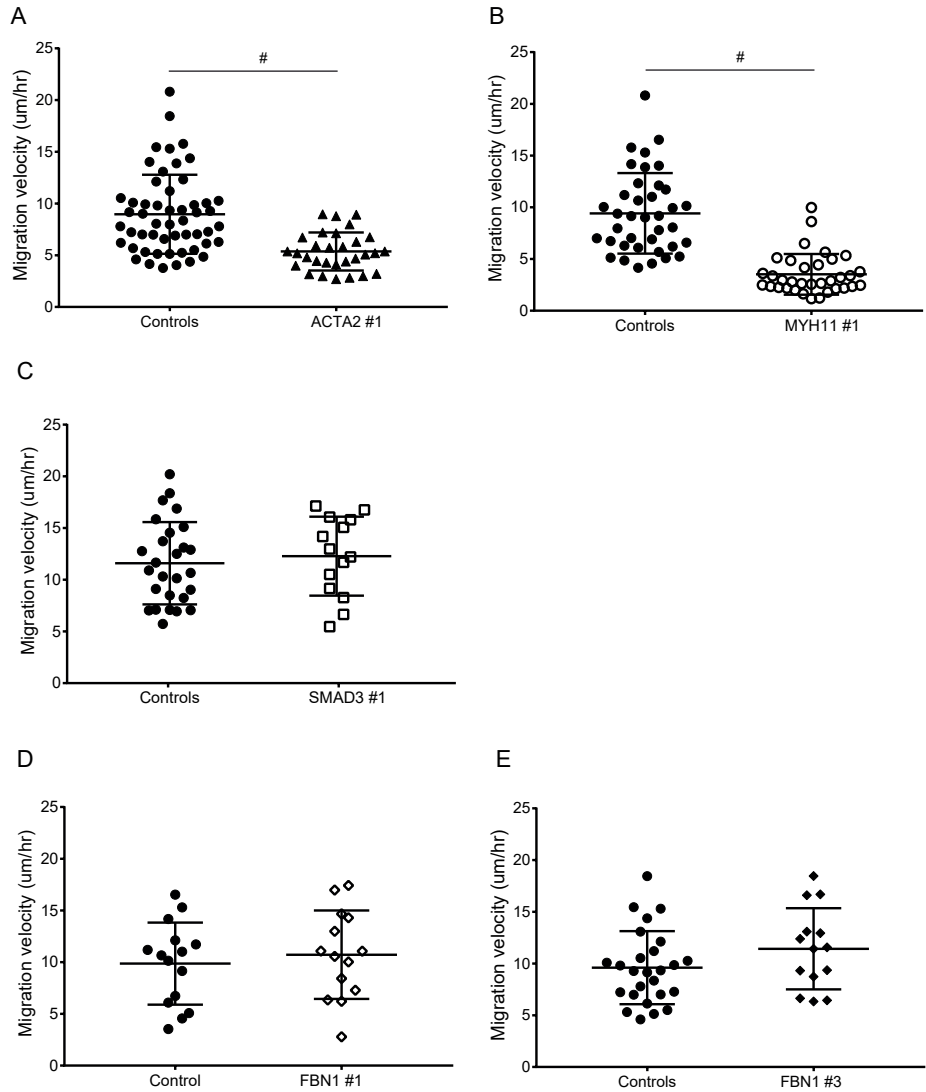 A
Migration velocity (um/hr)
25
20
15
10
5
0
#
Controls
ACTA2 #1
B
Migration velocity (um/hr)
25
20
15
10
5
0
#
Controls
MYH11 #1
C
Migration velocity (um/hr)
25
20
15
10
5
0
Controls
SMAD3 #1
D
Migration velocity (um/hr)
25
20
15
10
5
0
Control
FBN1 #1
E
Migration velocity (um/hr)
25
20
15
10
5
0
Controls
FBN1 #3